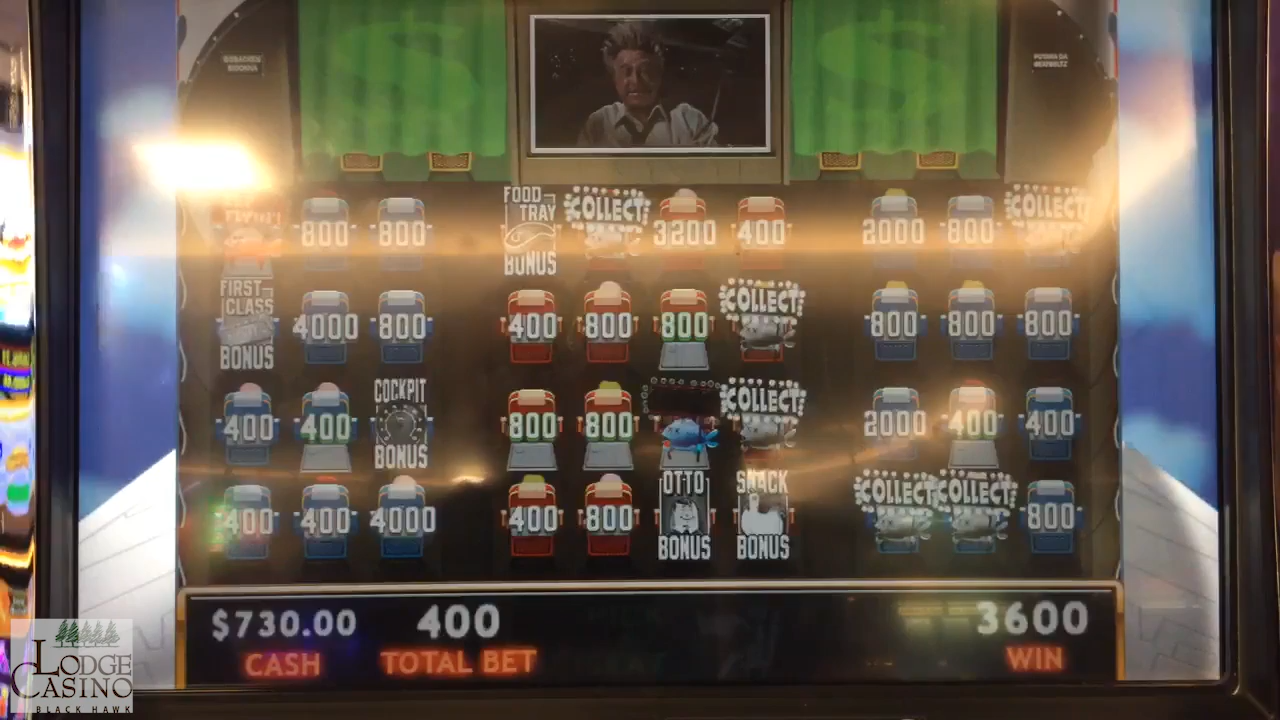 FOOD
TRAY
BONUS
COLLECT
3200
400
2000
800
COLLECT
800
800
FIRST
CLASS
BONUS
4000
800
400
800
800
COLLECT
800
800
800
400
400
COCKPIT
BONUS
800
800
COLLECT
2000
400
400
400
400
4000
400
800
OTTO
BONUS
SNACK
BONUS
COLLECT
COLLECT
800
$730.00
CASH
400
TOTAL BET
3600
WIN
LODGE
CASINO
BLACK HAWK